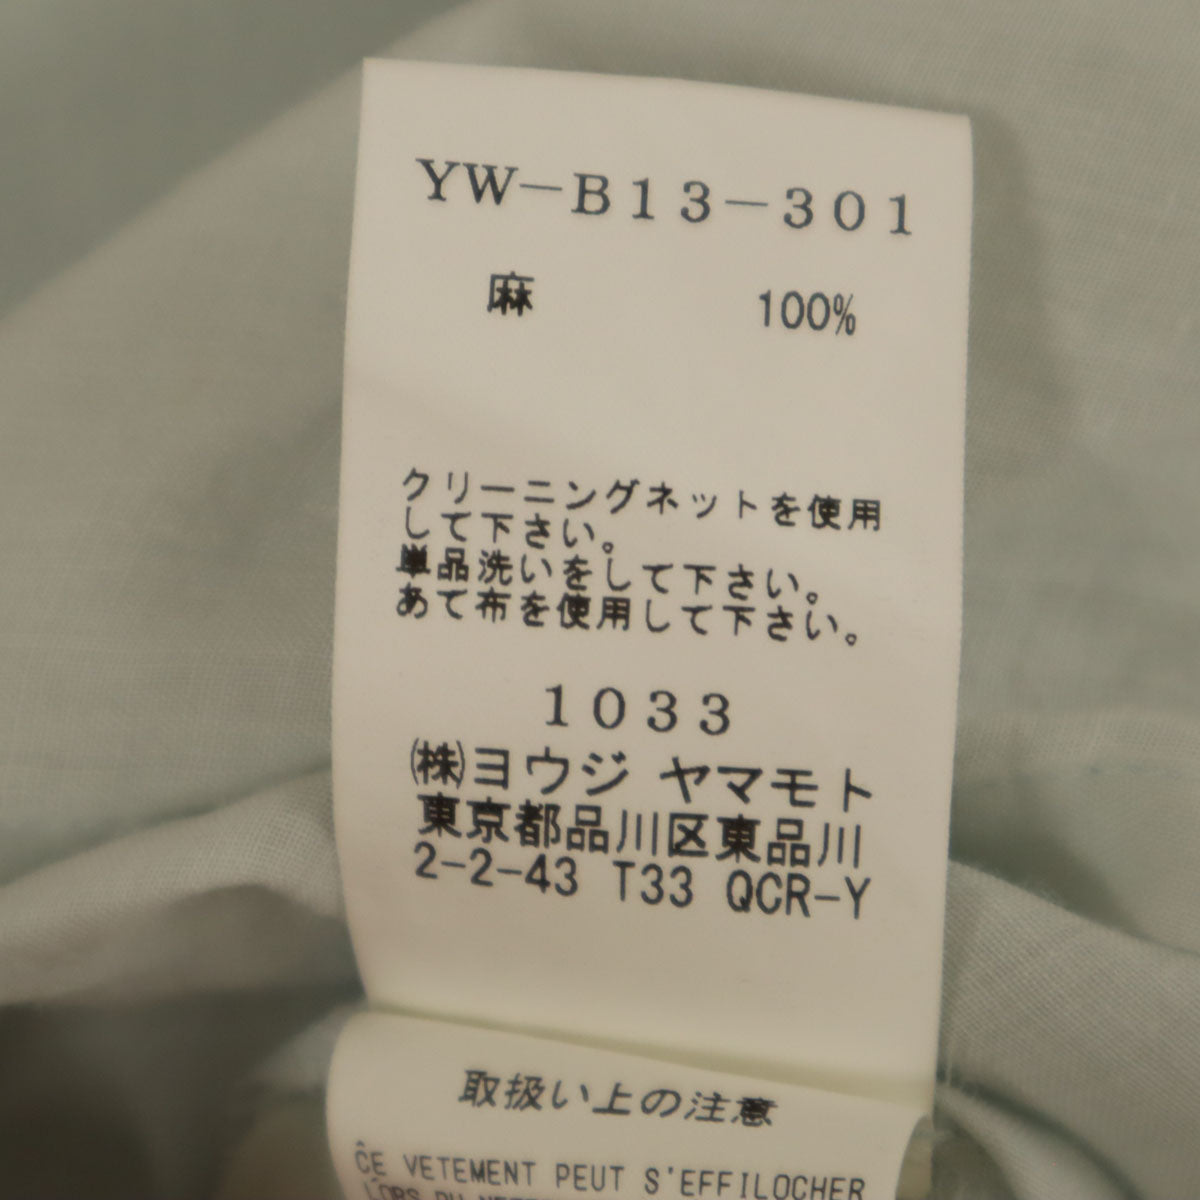 YW-B13-301
麻 100%
クリーニングネットを使用
して下さい。
単品洗いをして下さい。
あて布を使用して下さい。
1033
㈱ヨウジ ヤマモト
東京都品川区東品川
2-2-43 T33 QCR-Y
取扱い上の注意
CE VETEMENT PEUT S'EFFILOCHER
LORS DU